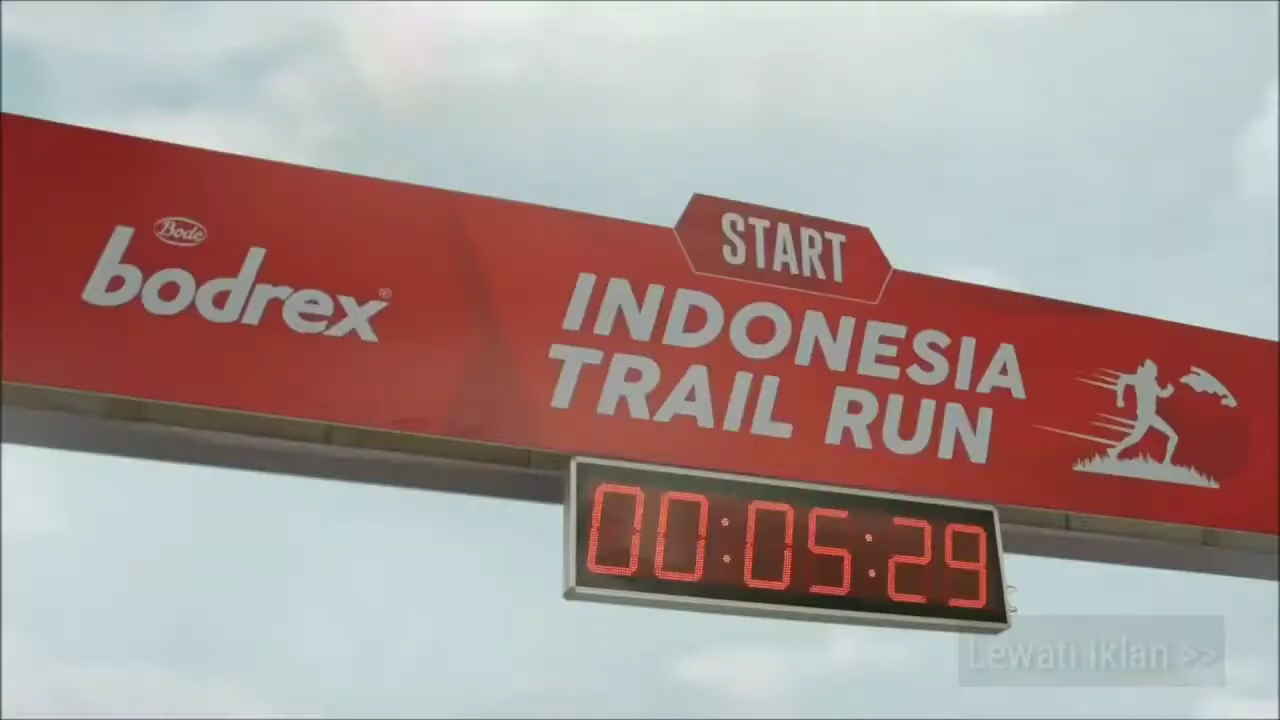 Bode
bodrex®
START
INDONESIA
TRAIL RUN
00:05:29
Lewati Iklan >>